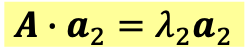 A · a₂ = λ₂a₂